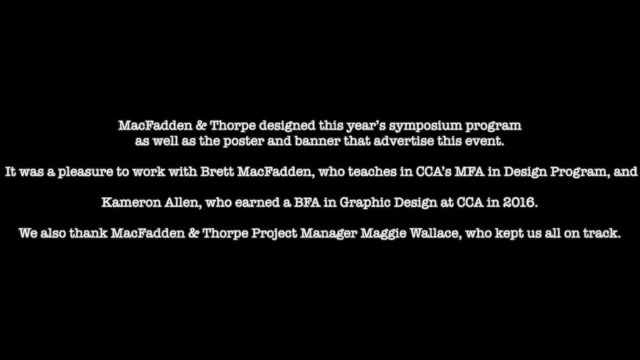 MacFadden & Thorpe designed this year's symposium program
as well as the poster and banner that advertise this event.
It was a pleasure to work with Brett MacFadden, who teaches in CCA's MFA in Design Program, and
Kameron Allen, who earned a BFA in Graphic Design at CCA in 2016.
We also thank MacFadden & Thorpe Project Manager Maggie Wallace, who kept us all on track.